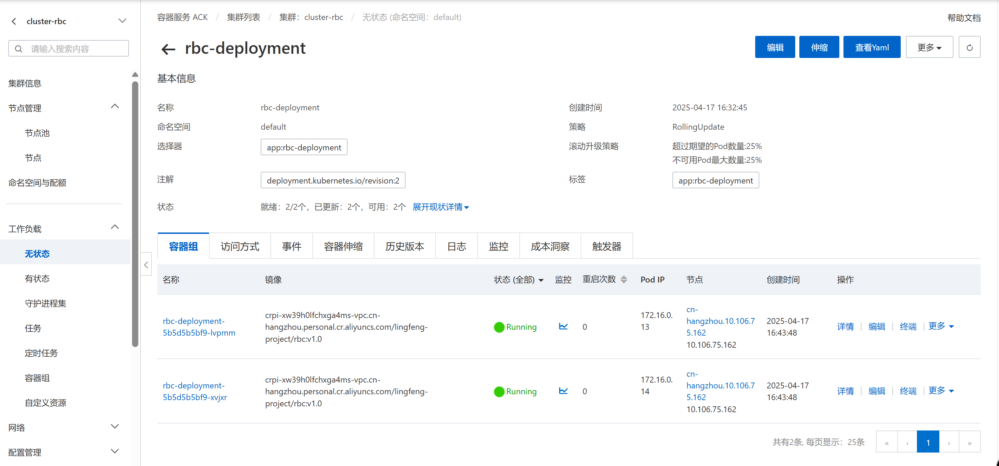 cluster-rbc
请输入搜索内容
集群信息
节点管理
节点池
节点
命名空间与配额
工作负载
无状态
有状态
守护进程集
任务
定时任务
容器组
自定义资源
网络
配置管理
容器服务 ACK / 集群列表 / 集群：cluster-rbc / 无状态 (命名空间：default)
帮助文档
rbc-deployment
编辑 伸缩 查看Yaml 更多
基本信息
名称 rbc-deployment 创建时间 2025-04-17 16:32:45
命名空间 default 策略 RollingUpdate
选择器 app:rbc-deployment 滚动升级策略 超过期望的Pod数量:25%
不可用Pod最大数量:25%
注解 deployment.kubernetes.io/revision:2 标签 app:rbc-deployment
状态 就绪：2/2个，已更新：2个，可用：2个 展开现状详情
容器组 访问方式 事件 容器伸缩 历史版本 日志 监控 成本洞察 触发器
名称 镜像 状态 (全部) 监控 重启次数 Pod IP 节点 创建时间 操作
rbc-deployment-
5b5d5b5bf9-lvpmm
crpi-xw39h0lfchxga4ms-vpc.cn-
hangzhou.personal.cr.aliyuncs.com/lingfeng-
project/rbc:v1.0
Running
0
172.16.0.
13
cn-
hangzhou.10.106.7
5.162
10.106.75.162
2025-04-17
16:43:48
详情 | 编辑 | 终端 | 更多
rbc-deployment-
5b5d5b5bf9-xvjxr
crpi-xw39h0lfchxga4ms-vpc.cn-
hangzhou.personal.cr.aliyuncs.com/lingfeng-
project/rbc:v1.0
Running
0
172.16.0.
14
cn-
hangzhou.10.106.7
5.162
10.106.75.162
2025-04-17
16:43:48
详情 | 编辑 | 终端 | 更多
共有2条, 每页显示：25条 « ‹ 1 › »